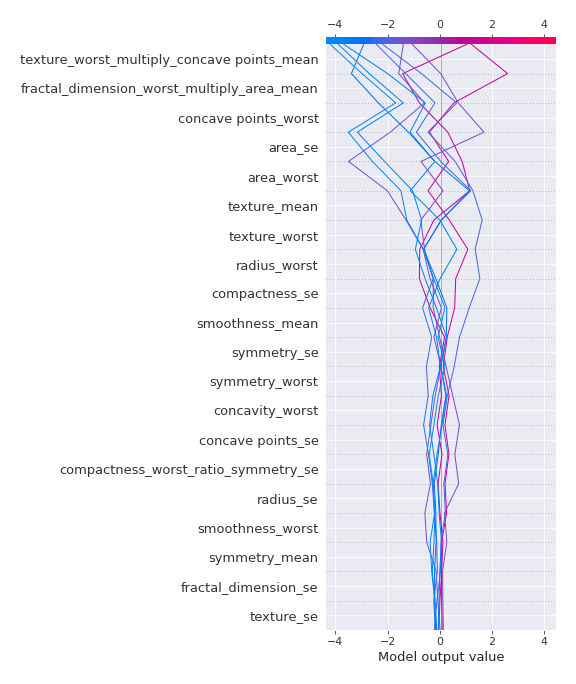 −4 −2 0 2 4
texture_worst_multiply_concave points_mean
fractal_dimension_worst_multiply_area_mean
concave points_worst
area_se
area_worst
texture_mean
texture_worst
radius_worst
compactness_se
smoothness_mean
symmetry_se
symmetry_worst
concavity_worst
concave points_se
compactness_worst_ratio_symmetry_se
radius_se
smoothness_worst
symmetry_mean
fractal_dimension_se
texture_se
−4 −2 0 2 4
Model output value